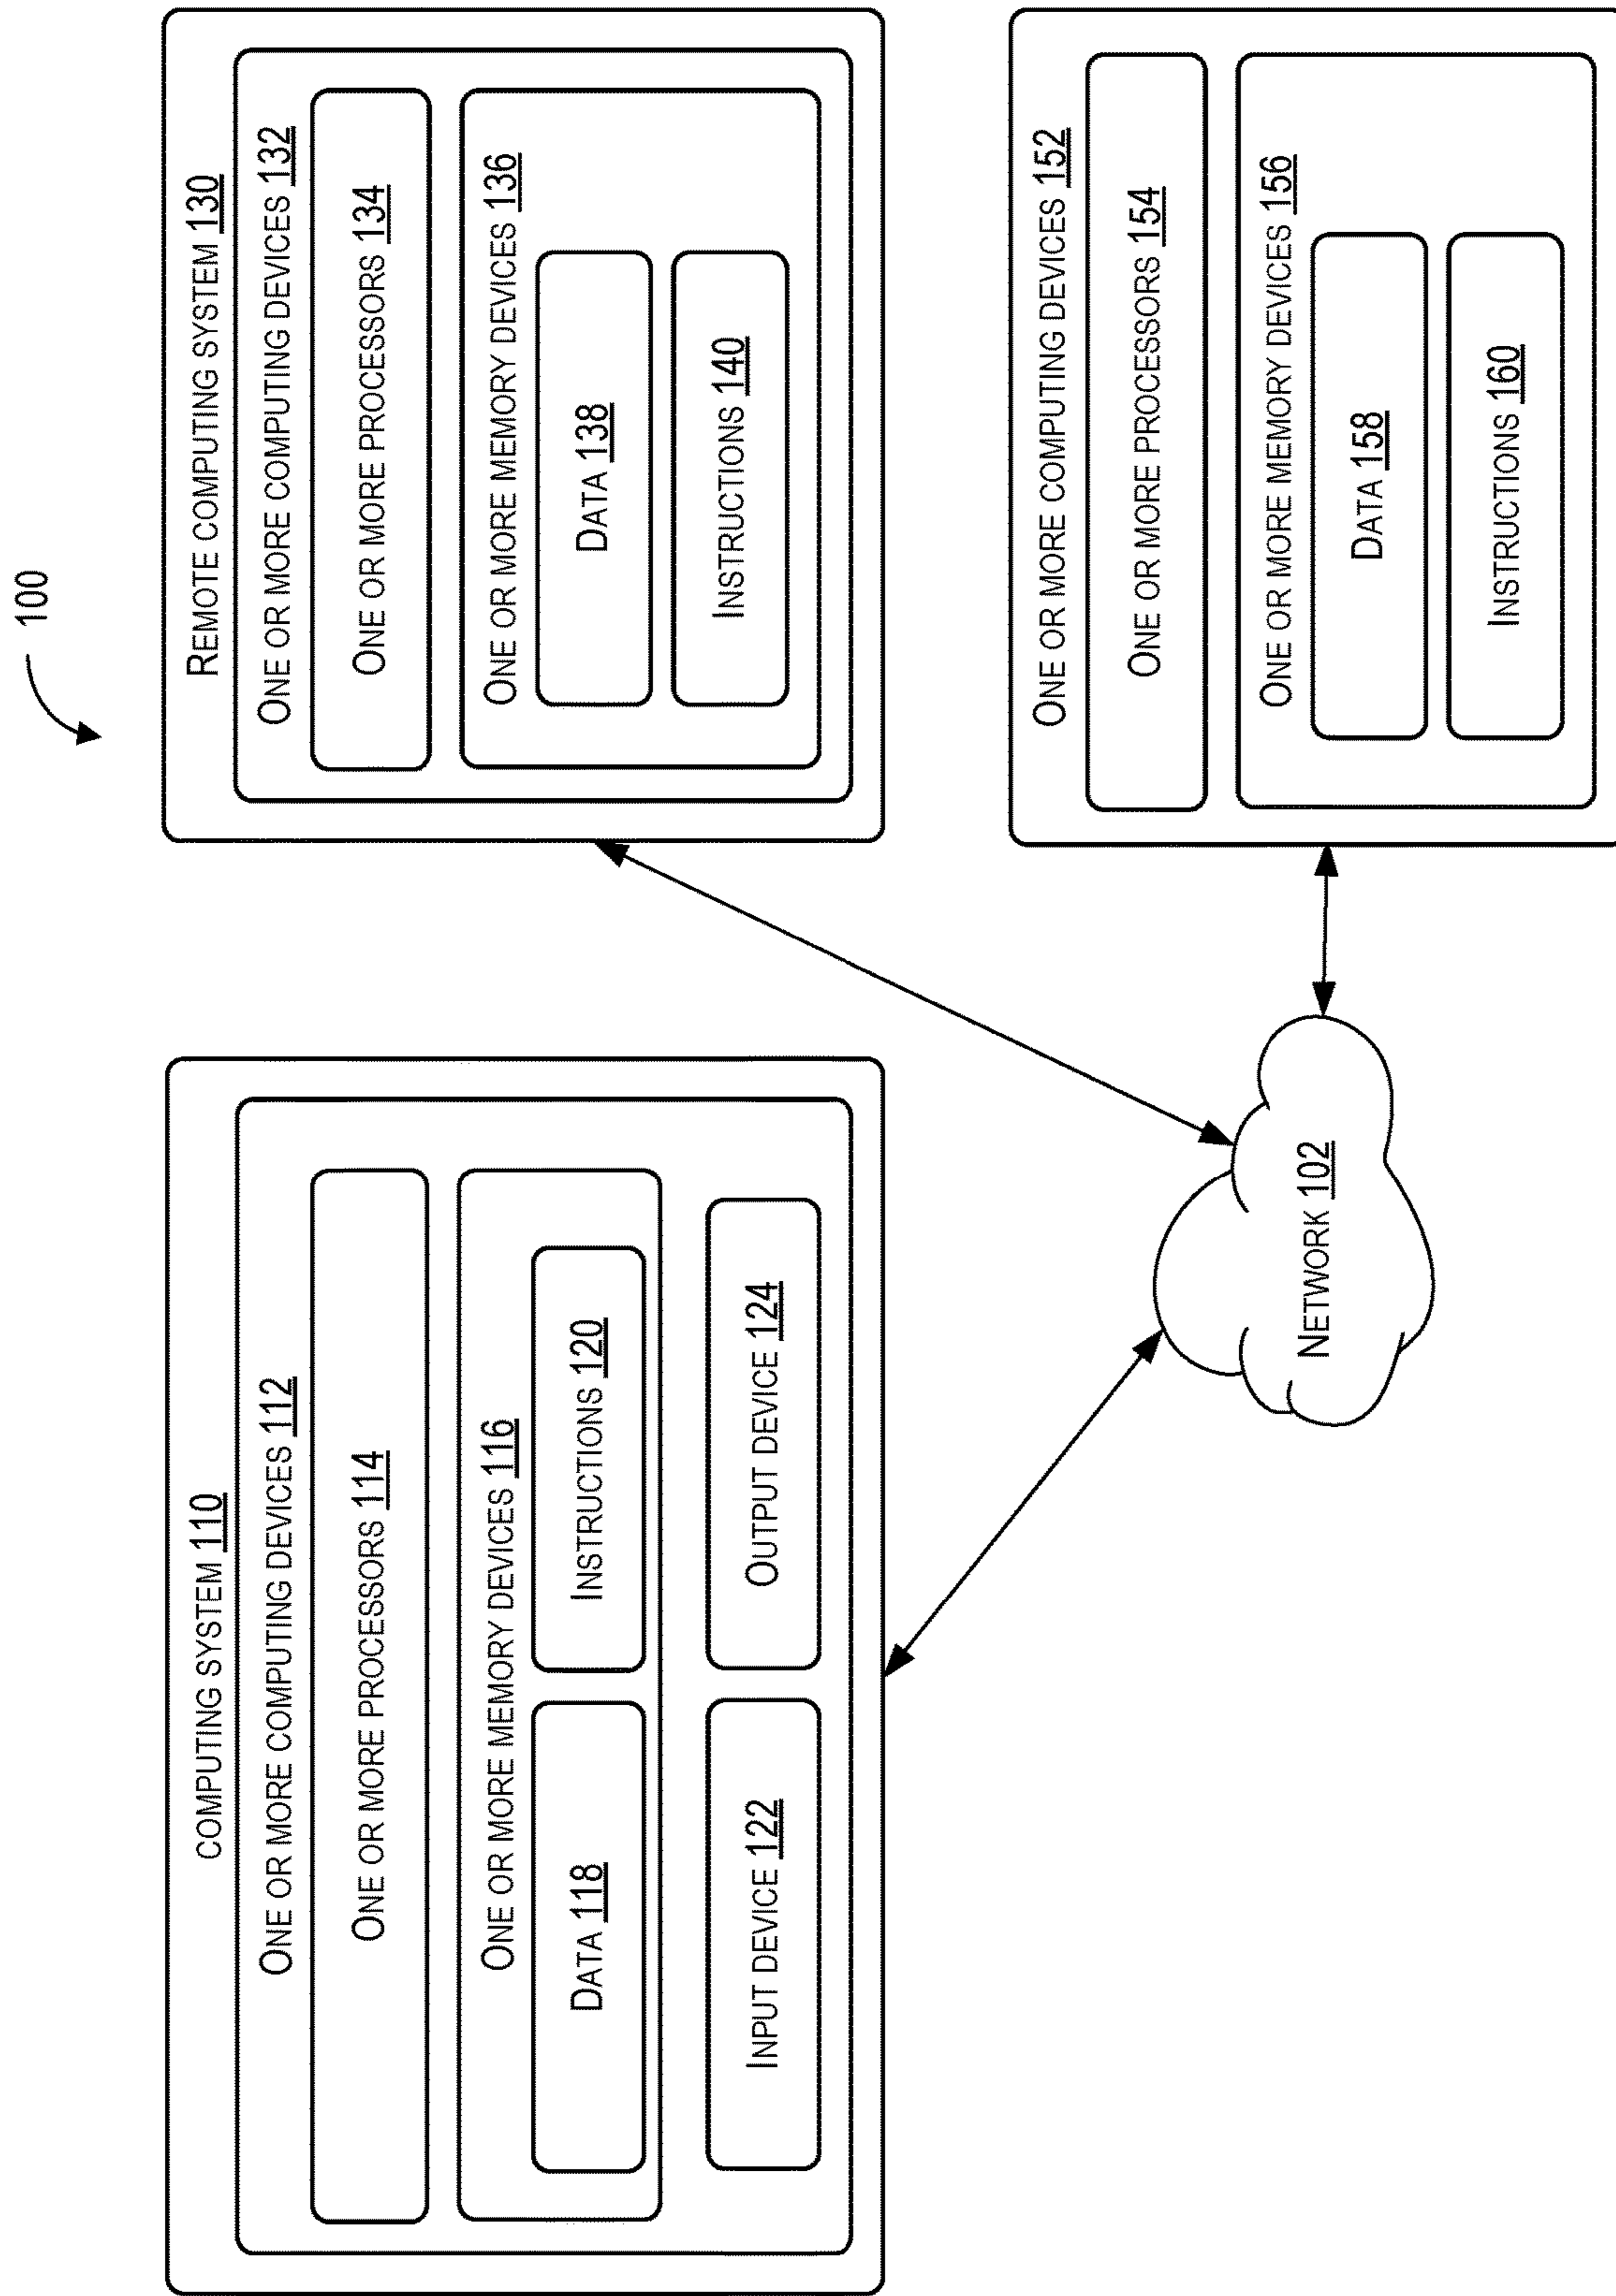 100
COMPUTING SYSTEM 110
ONE OR MORE COMPUTING DEVICES 112
ONE OR MORE PROCESSORS 114
ONE OR MORE MEMORY DEVICES 116
DATA 118
INSTRUCTIONS 120
INPUT DEVICE 122
OUTPUT DEVICE 124
REMOTE COMPUTING SYSTEM 130
ONE OR MORE COMPUTING DEVICES 132
ONE OR MORE PROCESSORS 134
ONE OR MORE MEMORY DEVICES 136
DATA 138
INSTRUCTIONS 140
NETWORK 102
ONE OR MORE COMPUTING DEVICES 152
ONE OR MORE PROCESSORS 154
ONE OR MORE MEMORY DEVICES 156
DATA 158
INSTRUCTIONS 160